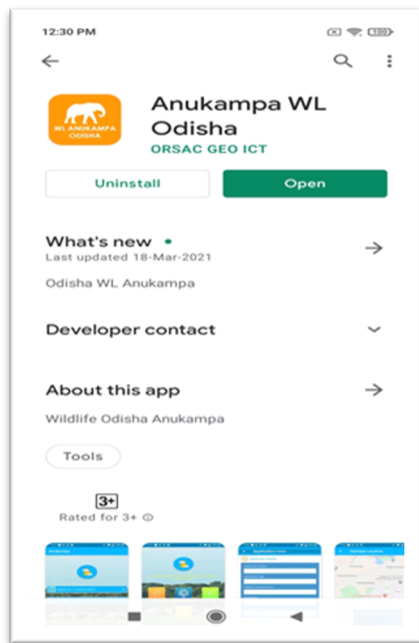 12:30 PM
100
Anukampa WL
Odisha
ORSAC GEO ICT
WL ANUKAMPA
ODISHA
Uninstall
Open
What's new
Last updated 18-Mar-2021
Odisha WL Anukampa
Developer contact
About this app
Wildlife Odisha Anukampa
Tools
3+
Rated for 3+